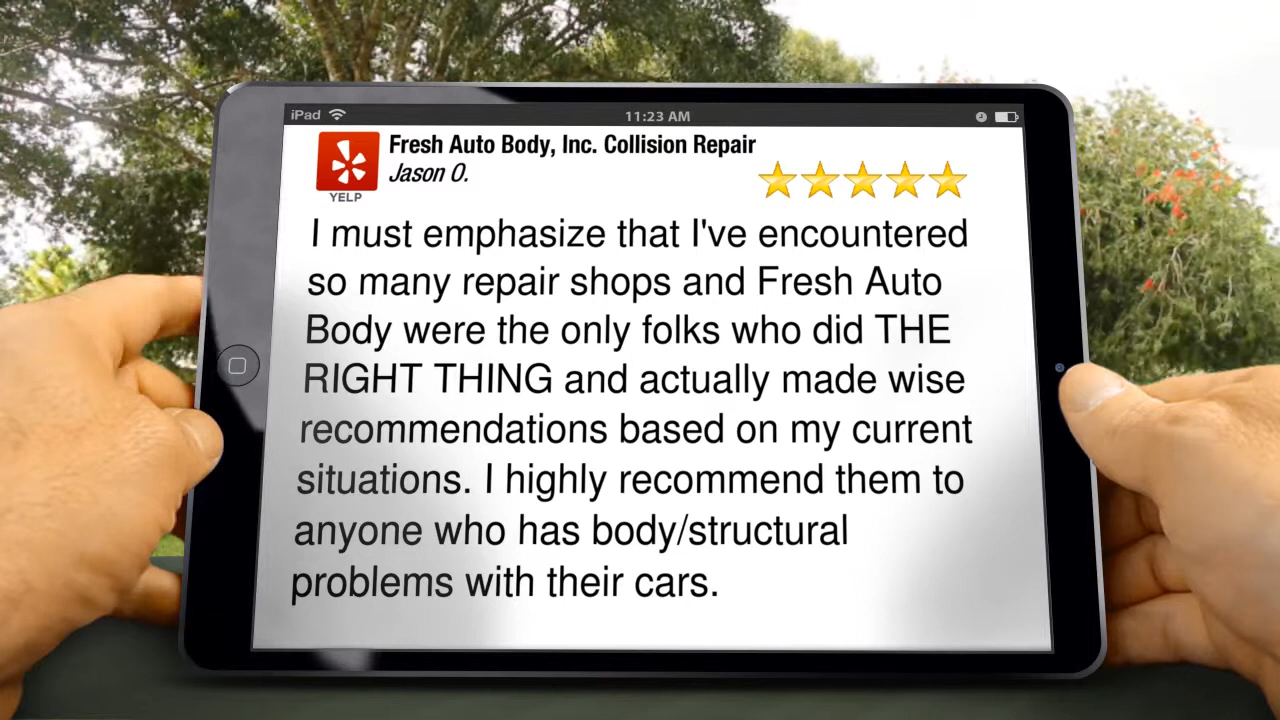 iPad 11:23 AM
Fresh Auto Body, Inc. Collision Repair
Jason O.
YELP
I must emphasize that I've encountered
so many repair shops and Fresh Auto
Body were the only folks who did THE
RIGHT THING and actually made wise
recommendations based on my current
situations. I highly recommend them to
anyone who has body/structural
problems with their cars.